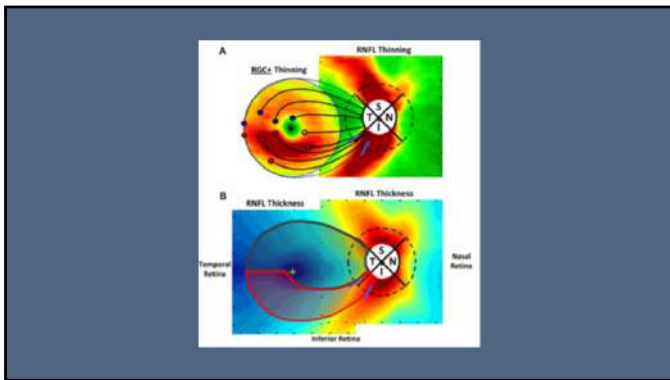 A
RNFL Thinning
RGC+ Thinning
S
T N
I
RNFL Thickness
B
RNFL Thickness
S
T N
I
Temporal
Retina
Nasal
Retina
Inferior Retina